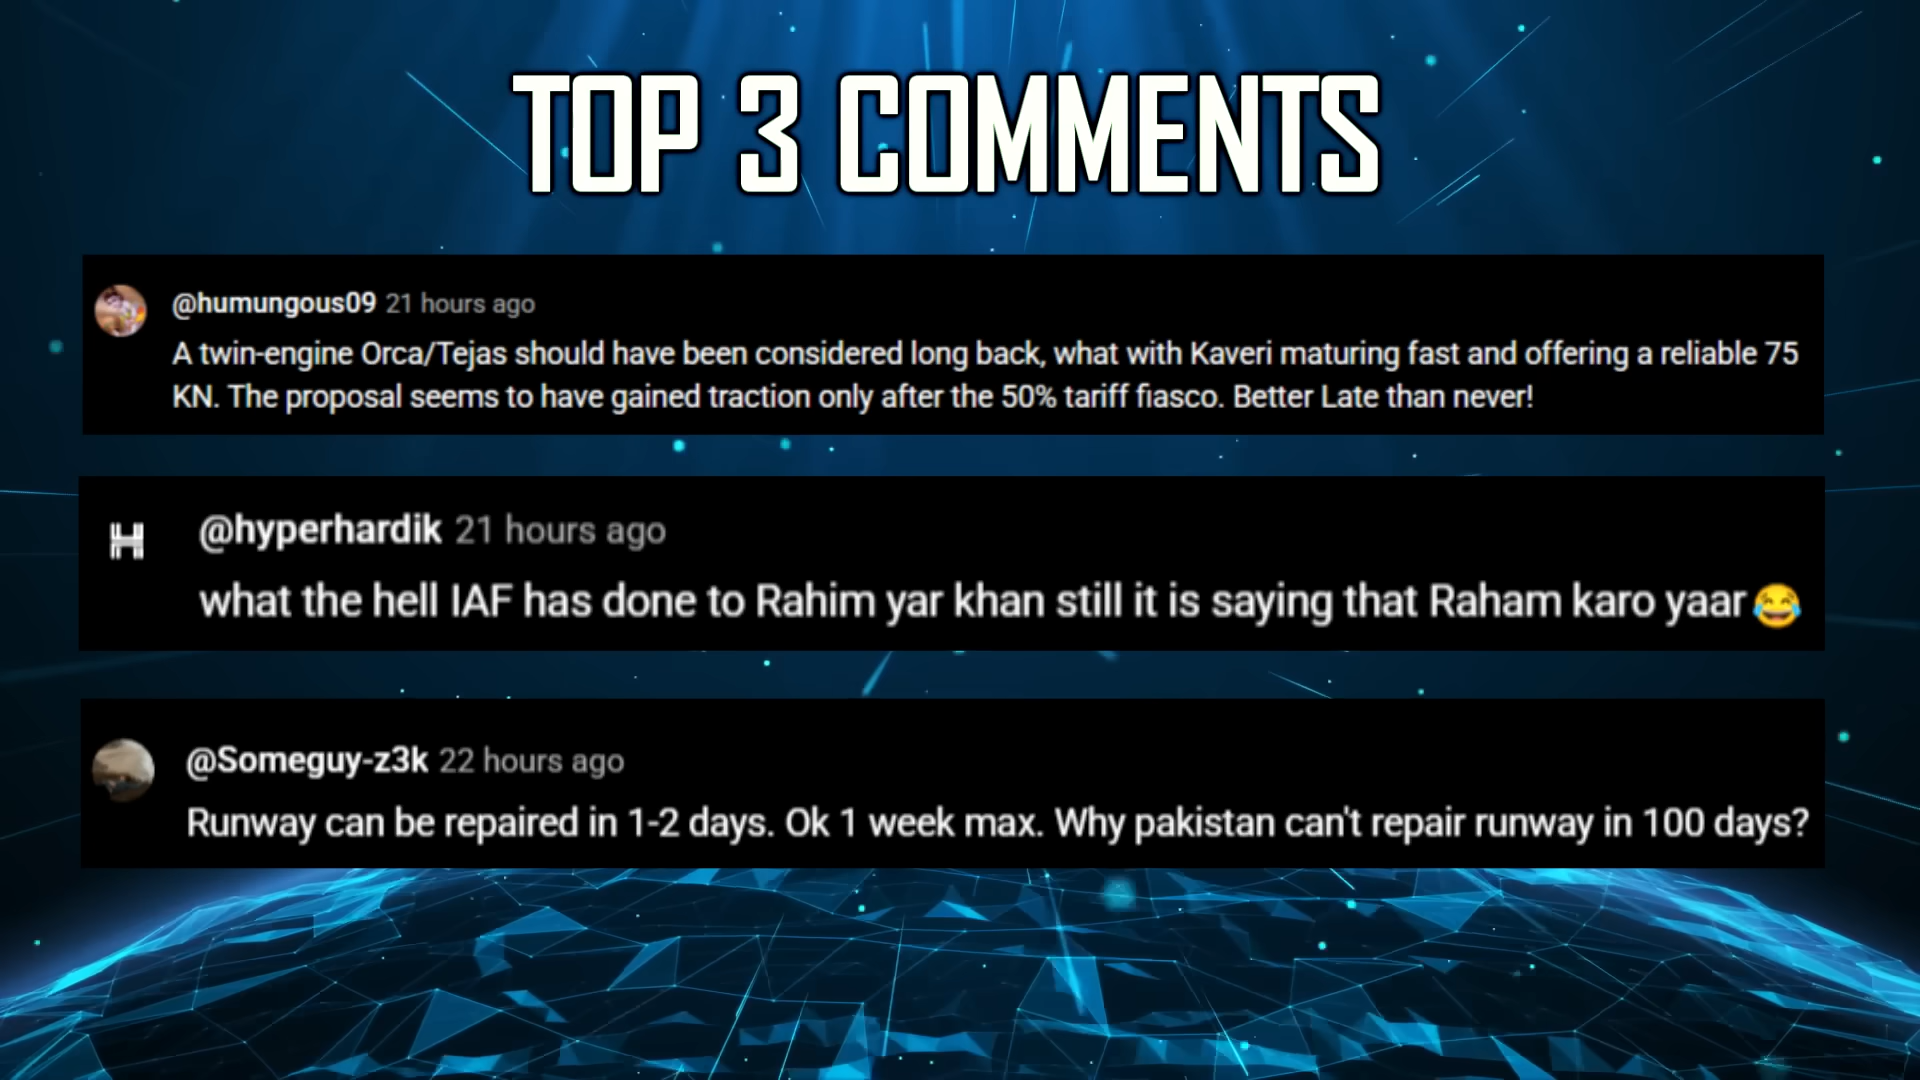 TOP 3 COMMENTS
@humungous09 21 hours ago
A twin-engine Orca/Tejas should have been considered long back, what with Kaveri maturing fast and offering a reliable 75
KN. The proposal seems to have gained traction only after the 50% tariff fiasco. Better Late than never!
H
@hyperhardik 21 hours ago
what the hell IAF has done to Rahim yar khan still it is saying that Raham karo yaar😂
@Someguy-z3k 22 hours ago
Runway can be repaired in 1-2 days. Ok 1 week max. Why pakistan can't repair runway in 100 days?